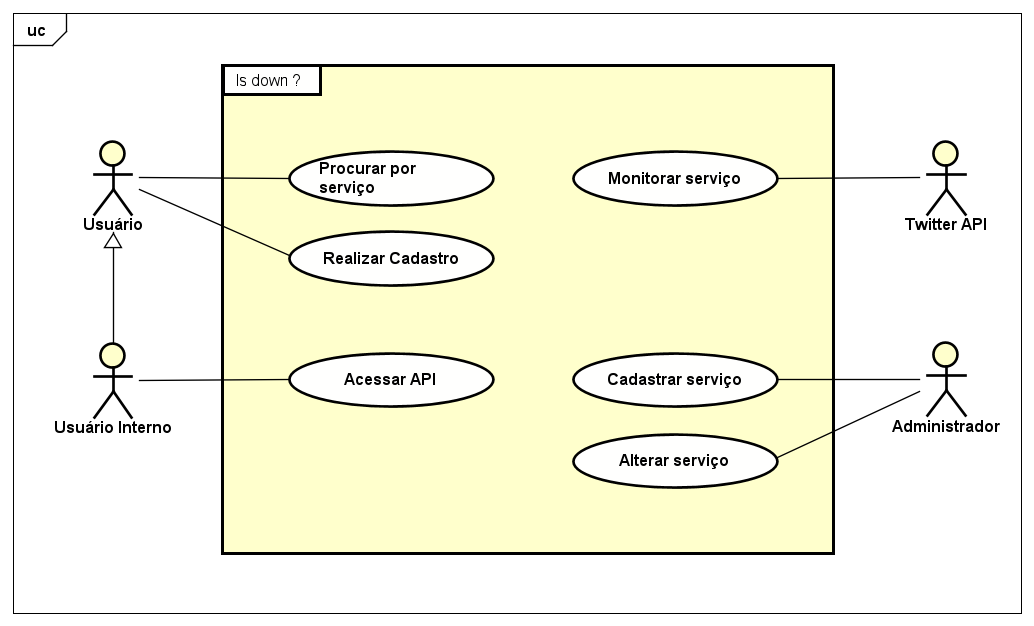 uc
Is down ?
Procurar por
serviço
Monitorar serviço
Usuário
Twitter API
Realizar Cadastro
Acessar API
Cadastrar serviço
Usuário Interno
Administrador
Alterar serviço